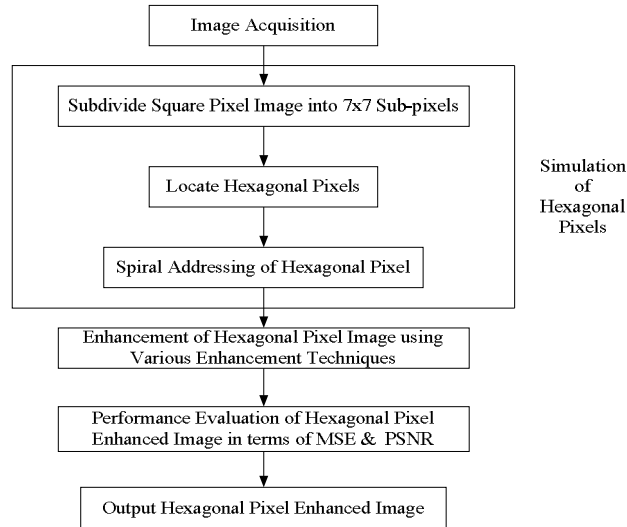 Image Acquisition
Subdivide Square Pixel Image into 7x7 Sub-pixels
Locate Hexagonal Pixels
Spiral Addressing of Hexagonal Pixel
Simulation
of
Hexagonal
Pixels
Enhancement of Hexagonal Pixel Image using
Various Enhancement Techniques
Performance Evaluation of Hexagonal Pixel
Enhanced Image in terms of MSE & PSNR
Output Hexagonal Pixel Enhanced Image